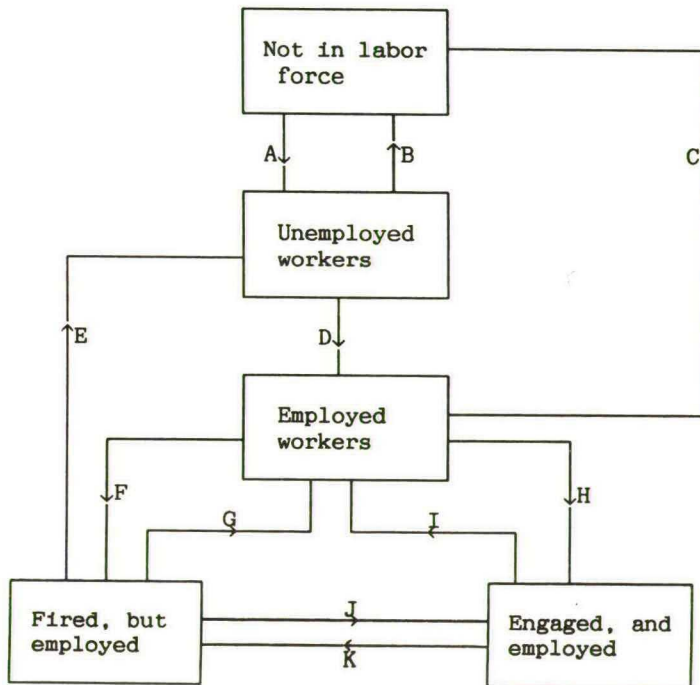 Not in labor
force
A
B
C
Unemployed
workers
E
D
Employed
workers
F
H
G
I
Fired, but
employed
J
K
Engaged, and
employed